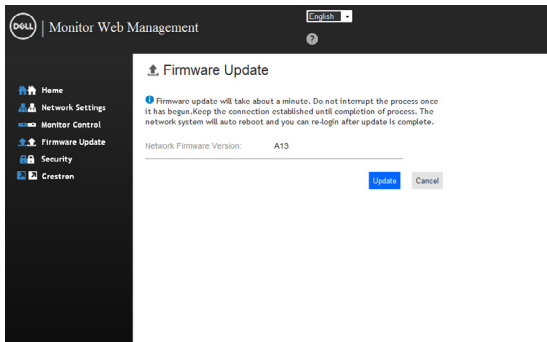 DELL | Monitor Web Management
English
?
Home
Network Settings
Monitor Control
Firmware Update
Security
Crestron
Firmware Update
Firmware update will take about a minute. Do not interrupt the process once
it has begun.Keep the connection established until completion of process. The
network system will auto reboot and you can re-login after update is complete.
Network Firmware Version: A13
Update Cancel